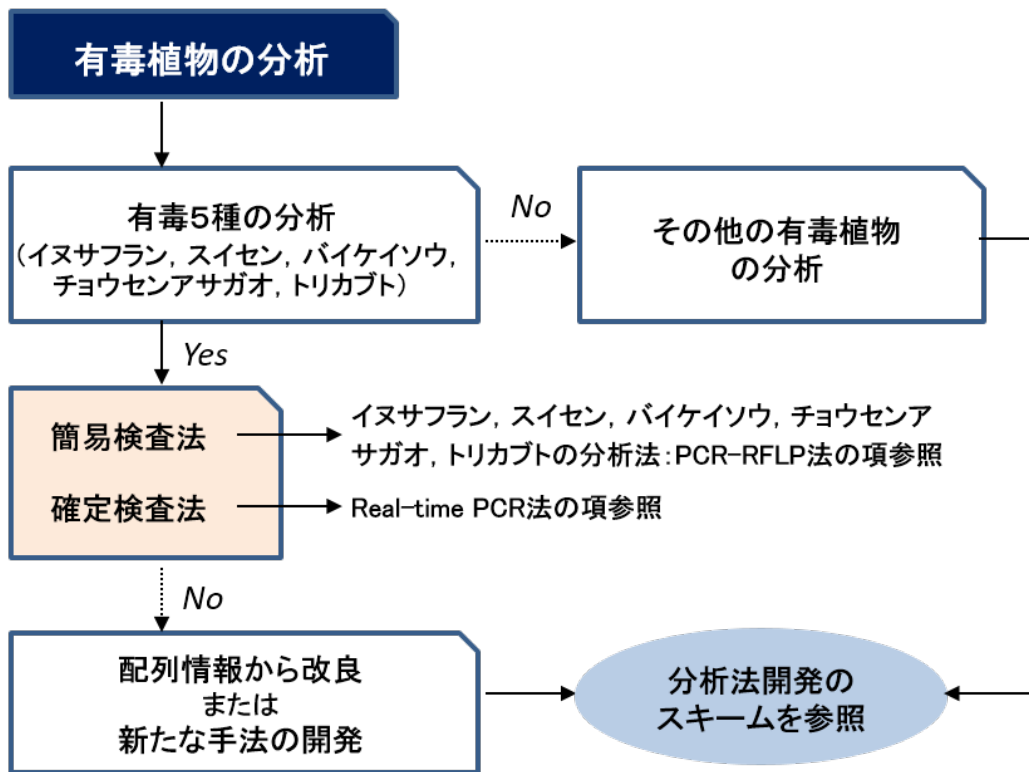 有毒植物の分析
有毒5種の分析
(イヌサフラン, スイセン, バイケイソウ,
チョウセンアサガオ, トリカブト)
No
その他の有毒植物
の分析
Yes
簡易検査法
イヌサフラン, スイセン, バイケイソウ, チョウセンア
サガオ, トリカブトの分析法:PCR-RFLP法の項参照
確定検査法
Real-time PCR法の項参照
No
配列情報から改良
または
新たな手法の開発
分析法開発の
スキームを参照